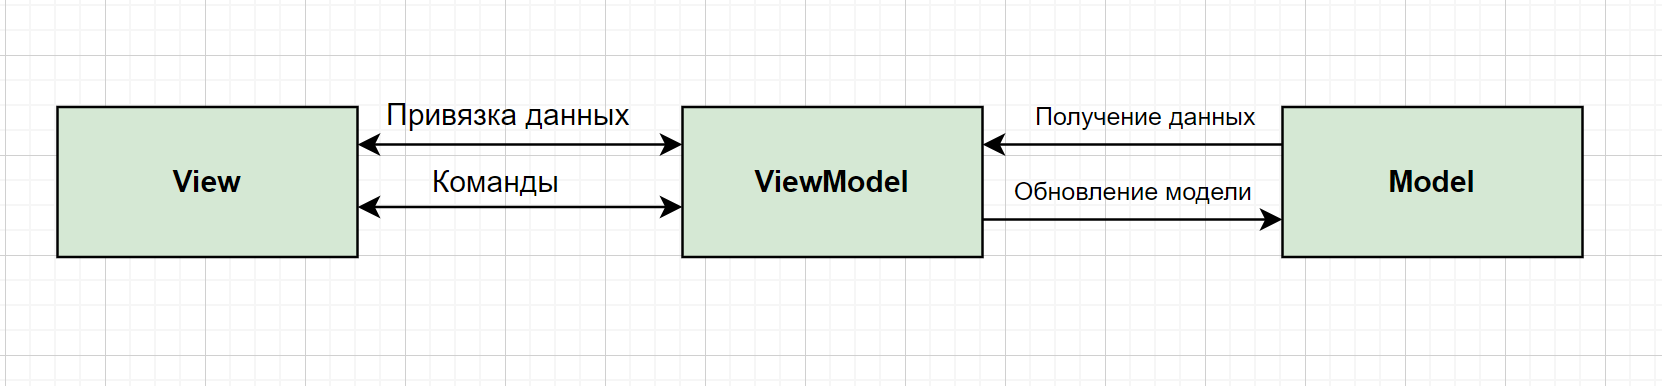 Привязка данных
Получение данных
View
Команды
ViewModel
Обновление модели
Model